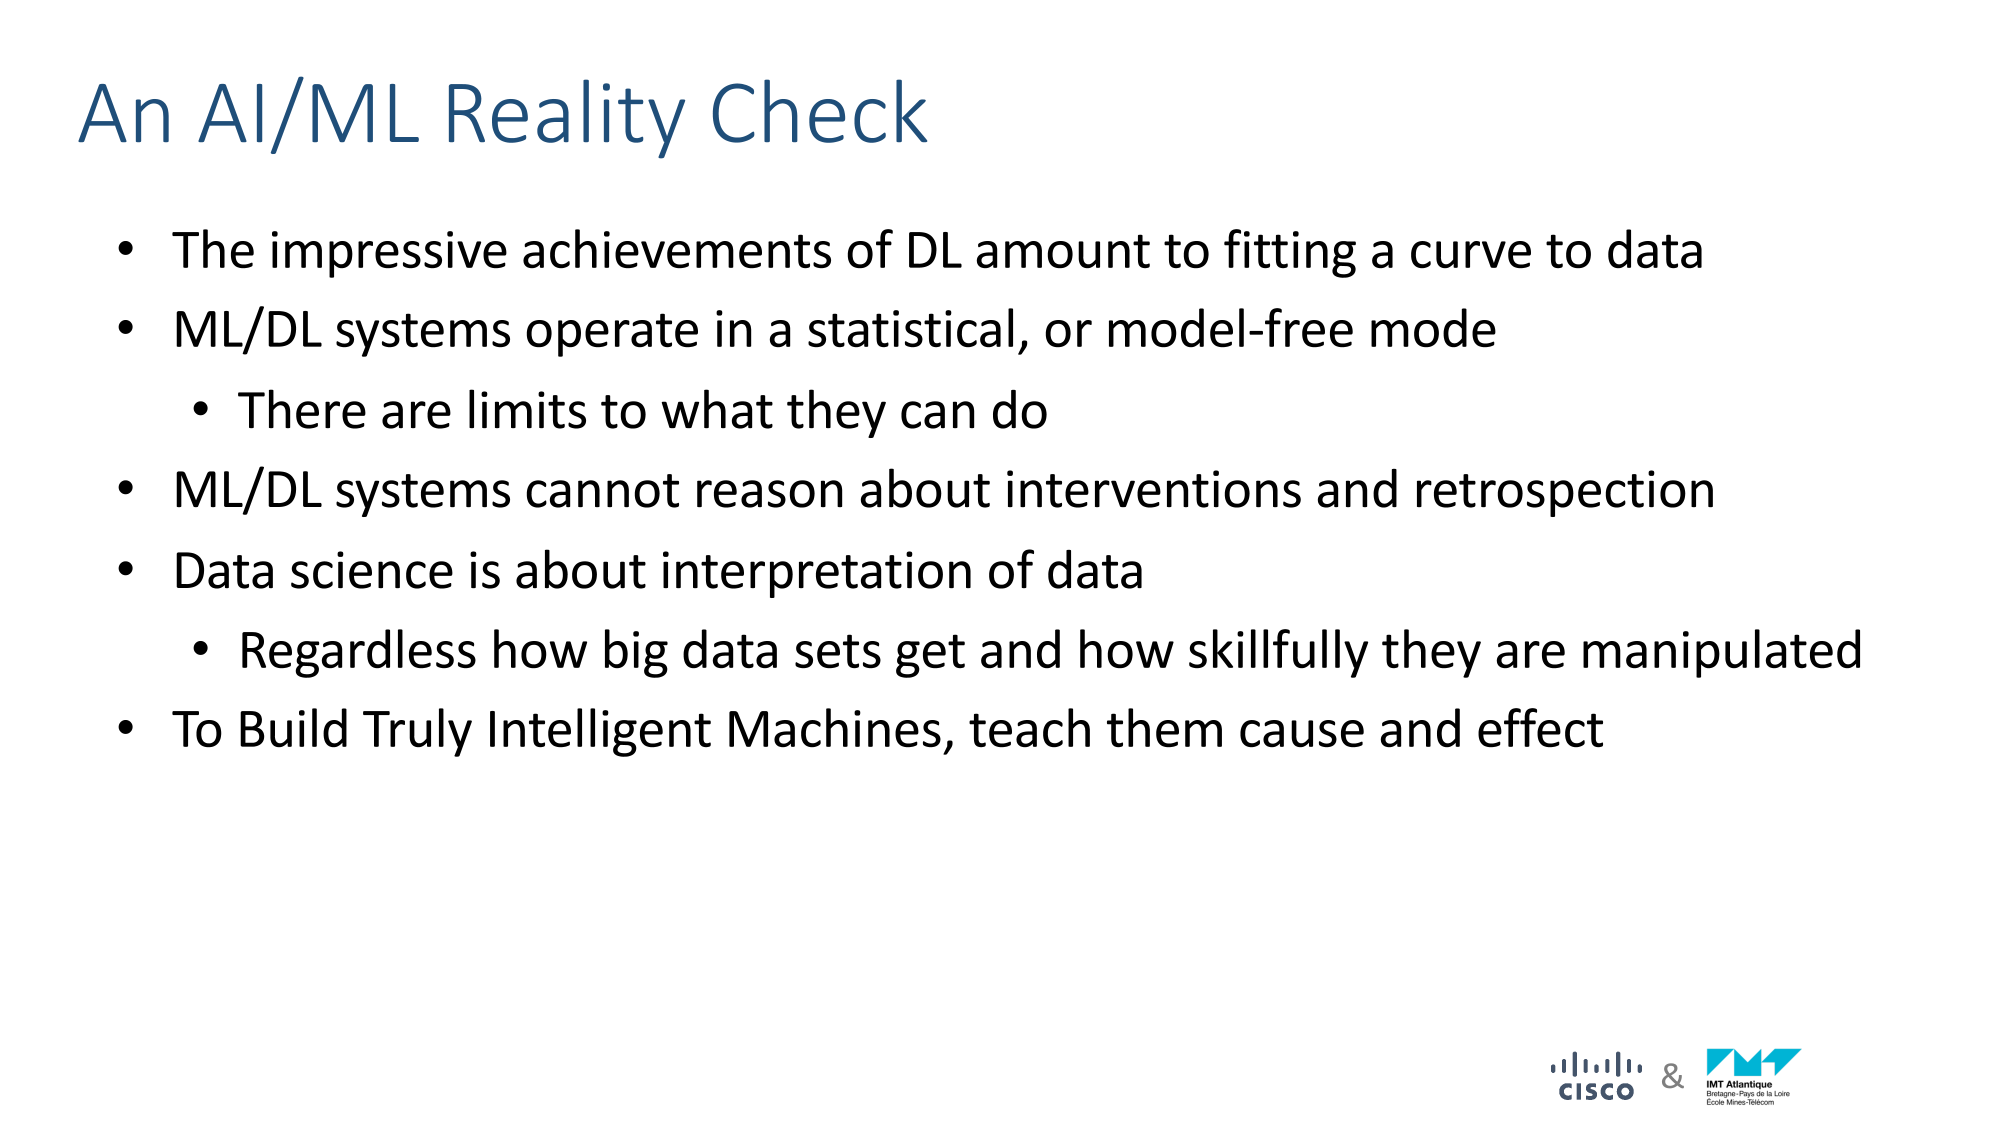 An AI/ML Reality Check
• The impressive achievements of DL amount to fitting a curve to data
• ML/DL systems operate in a statistical, or model-free mode
• There are limits to what they can do
• ML/DL systems cannot reason about interventions and retrospection
• Data science is about interpretation of data
• Regardless how big data sets get and how skillfully they are manipulated
• To Build Truly Intelligent Machines, teach them cause and effect
CISCO & IMT Atlantique
Bretagne-Pays de la Loire
École Mines-Télécom